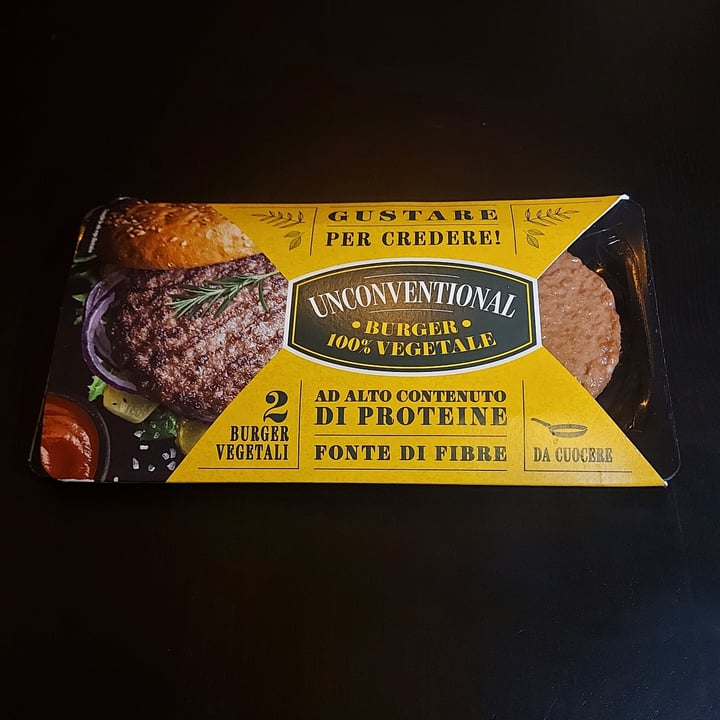 GUSTARE
PER CREDERE!
UNCONVENTIONAL
• BURGER •
100% VEGETALE
2
BURGER
VEGETALI
AD ALTO CONTENUTO
DI PROTEINE
FONTE DI FIBRE
DA CUOCERE